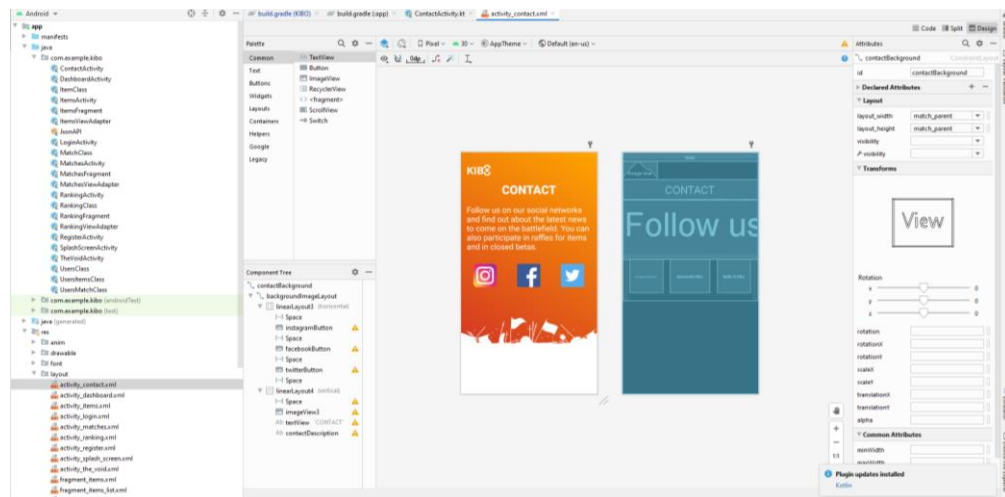 Android
build.gradle (KIBO)
build.gradle (:app)
ContactActivity.kt
activity_contact.xml
app
manifests
java
com.example.kibo
ContactActivity
DashboardActivity
ItemClass
ItemsActivity
ItemsFragment
ItemsViewAdapter
JsonAPI
LoginActivity
MatchClass
MatchesActivity
MatchesFragment
MatchesViewAdapter
RankingActivity
RankingClass
RankingFragment
RankingViewAdapter
RegisterActivity
SplashScreenActivity
TheVoidActivity
UsersClass
UsersItemsClass
UsersMatchClass
com.example.kibo (androidTest)
com.example.kibo (test)
java (generated)
res
anim
drawable
font
layout
activity_contact.xml
activity_dashboard.xml
activity_items.xml
activity_login.xml
activity_matches.xml
activity_ranking.xml
activity_register.xml
activity_splash_screen.xml
activity_the_void.xml
fragment_items.xml
fragment_items_list.xml
Palette
Common
Text
Buttons
Widgets
Layouts
Containers
Helpers
Google
Legacy
Ab TextView
Button
ImageView
RecyclerView
<fragment>
ScrollView
Switch
Component Tree
contactBackground
backgroundImageLayout
linearLayout3 (horizontal)
Space
instagramButton
Space
facebookButton
Space
twitterButton
Space
linearLayout4 (vertical)
Space
imageView3
Ab textView "CONTACT"
Ab contactDescription
Pixel
30
AppTheme
Default (en-us)
0dp
KIBO
CONTACT
Follow us on our social networks
and find out about the latest news
to come on the battlefield. You can
also participate in raffles for items
and in closed betas.
CONTACT
Follow us
1:1
Code
Split
Design
Attributes
contactBackground
ConstraintLayout
id
contactBackground
Declared Attributes
Layout
layout_width
match_parent
layout_height
match_parent
visibility
visibility
Transforms
View
Rotation
x
0
y
0
z
0
rotation
rotationX
rotationY
scaleX
scaleY
translationX
translationY
alpha
Common Attributes
minWidth
maxWidth
Plugin updates installed
Kotlin